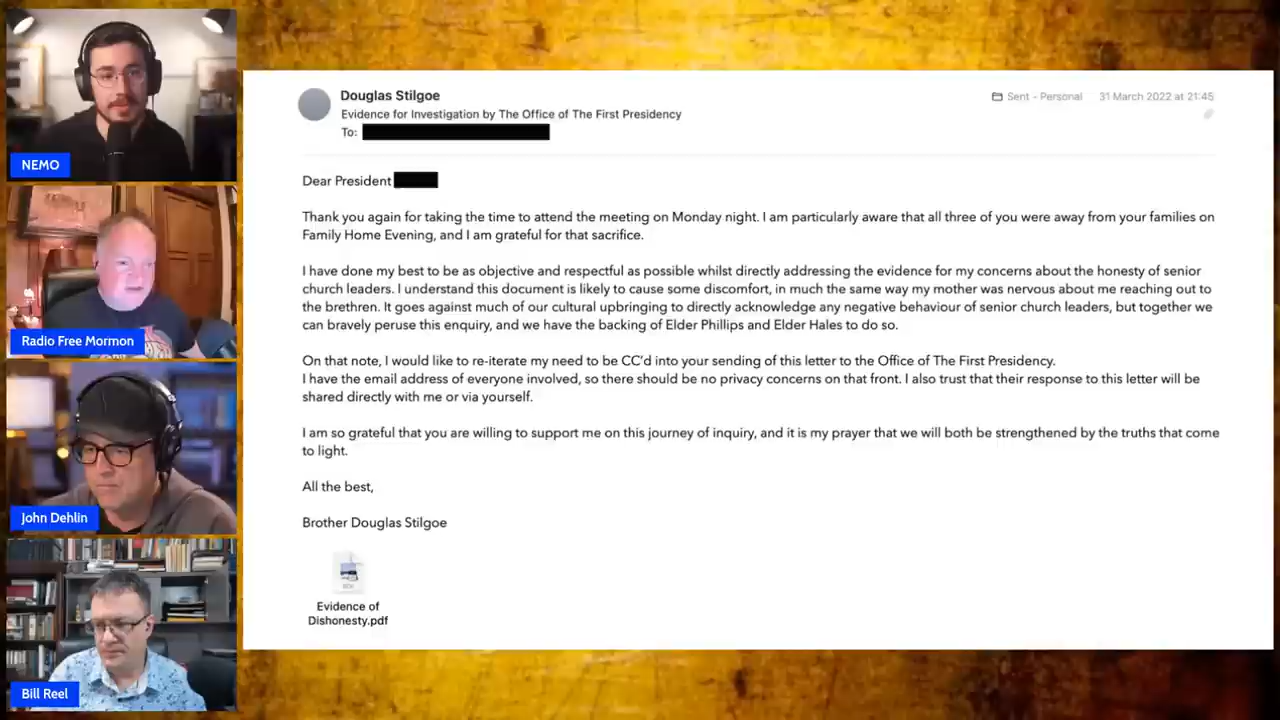 NEMO
Radio Free Mormon
John Dehlin
Bill Reel
Douglas Stilgoe
Sent - Personal 31 March 2022 at 21:45
Evidence for Investigation by The Office of The First Presidency
To:
Dear President
Thank you again for taking the time to attend the meeting on Monday night. I am particularly aware that all three of you were away from your families on
Family Home Evening, and I am grateful for that sacrifice.
I have done my best to be as objective and respectful as possible whilst directly addressing the evidence for my concerns about the honesty of senior
church leaders. I understand this document is likely to cause some discomfort, in much the same way my mother was nervous about me reaching out to
the brethren. It goes against much of our cultural upbringing to directly acknowledge any negative behaviour of senior church leaders, but together we
can bravely peruse this enquiry, and we have the backing of Elder Phillips and Elder Hales to do so.
On that note, I would like to re-iterate my need to be CC'd into your sending of this letter to the Office of The First Presidency.
I have the email address of everyone involved, so there should be no privacy concerns on that front. I also trust that their response to this letter will be
shared directly with me or via yourself.
I am so grateful that you are willing to support me on this journey of inquiry, and it is my prayer that we will both be strengthened by the truths that come
to light.
All the best,
Brother Douglas Stilgoe
Evidence of
Dishonesty.pdf